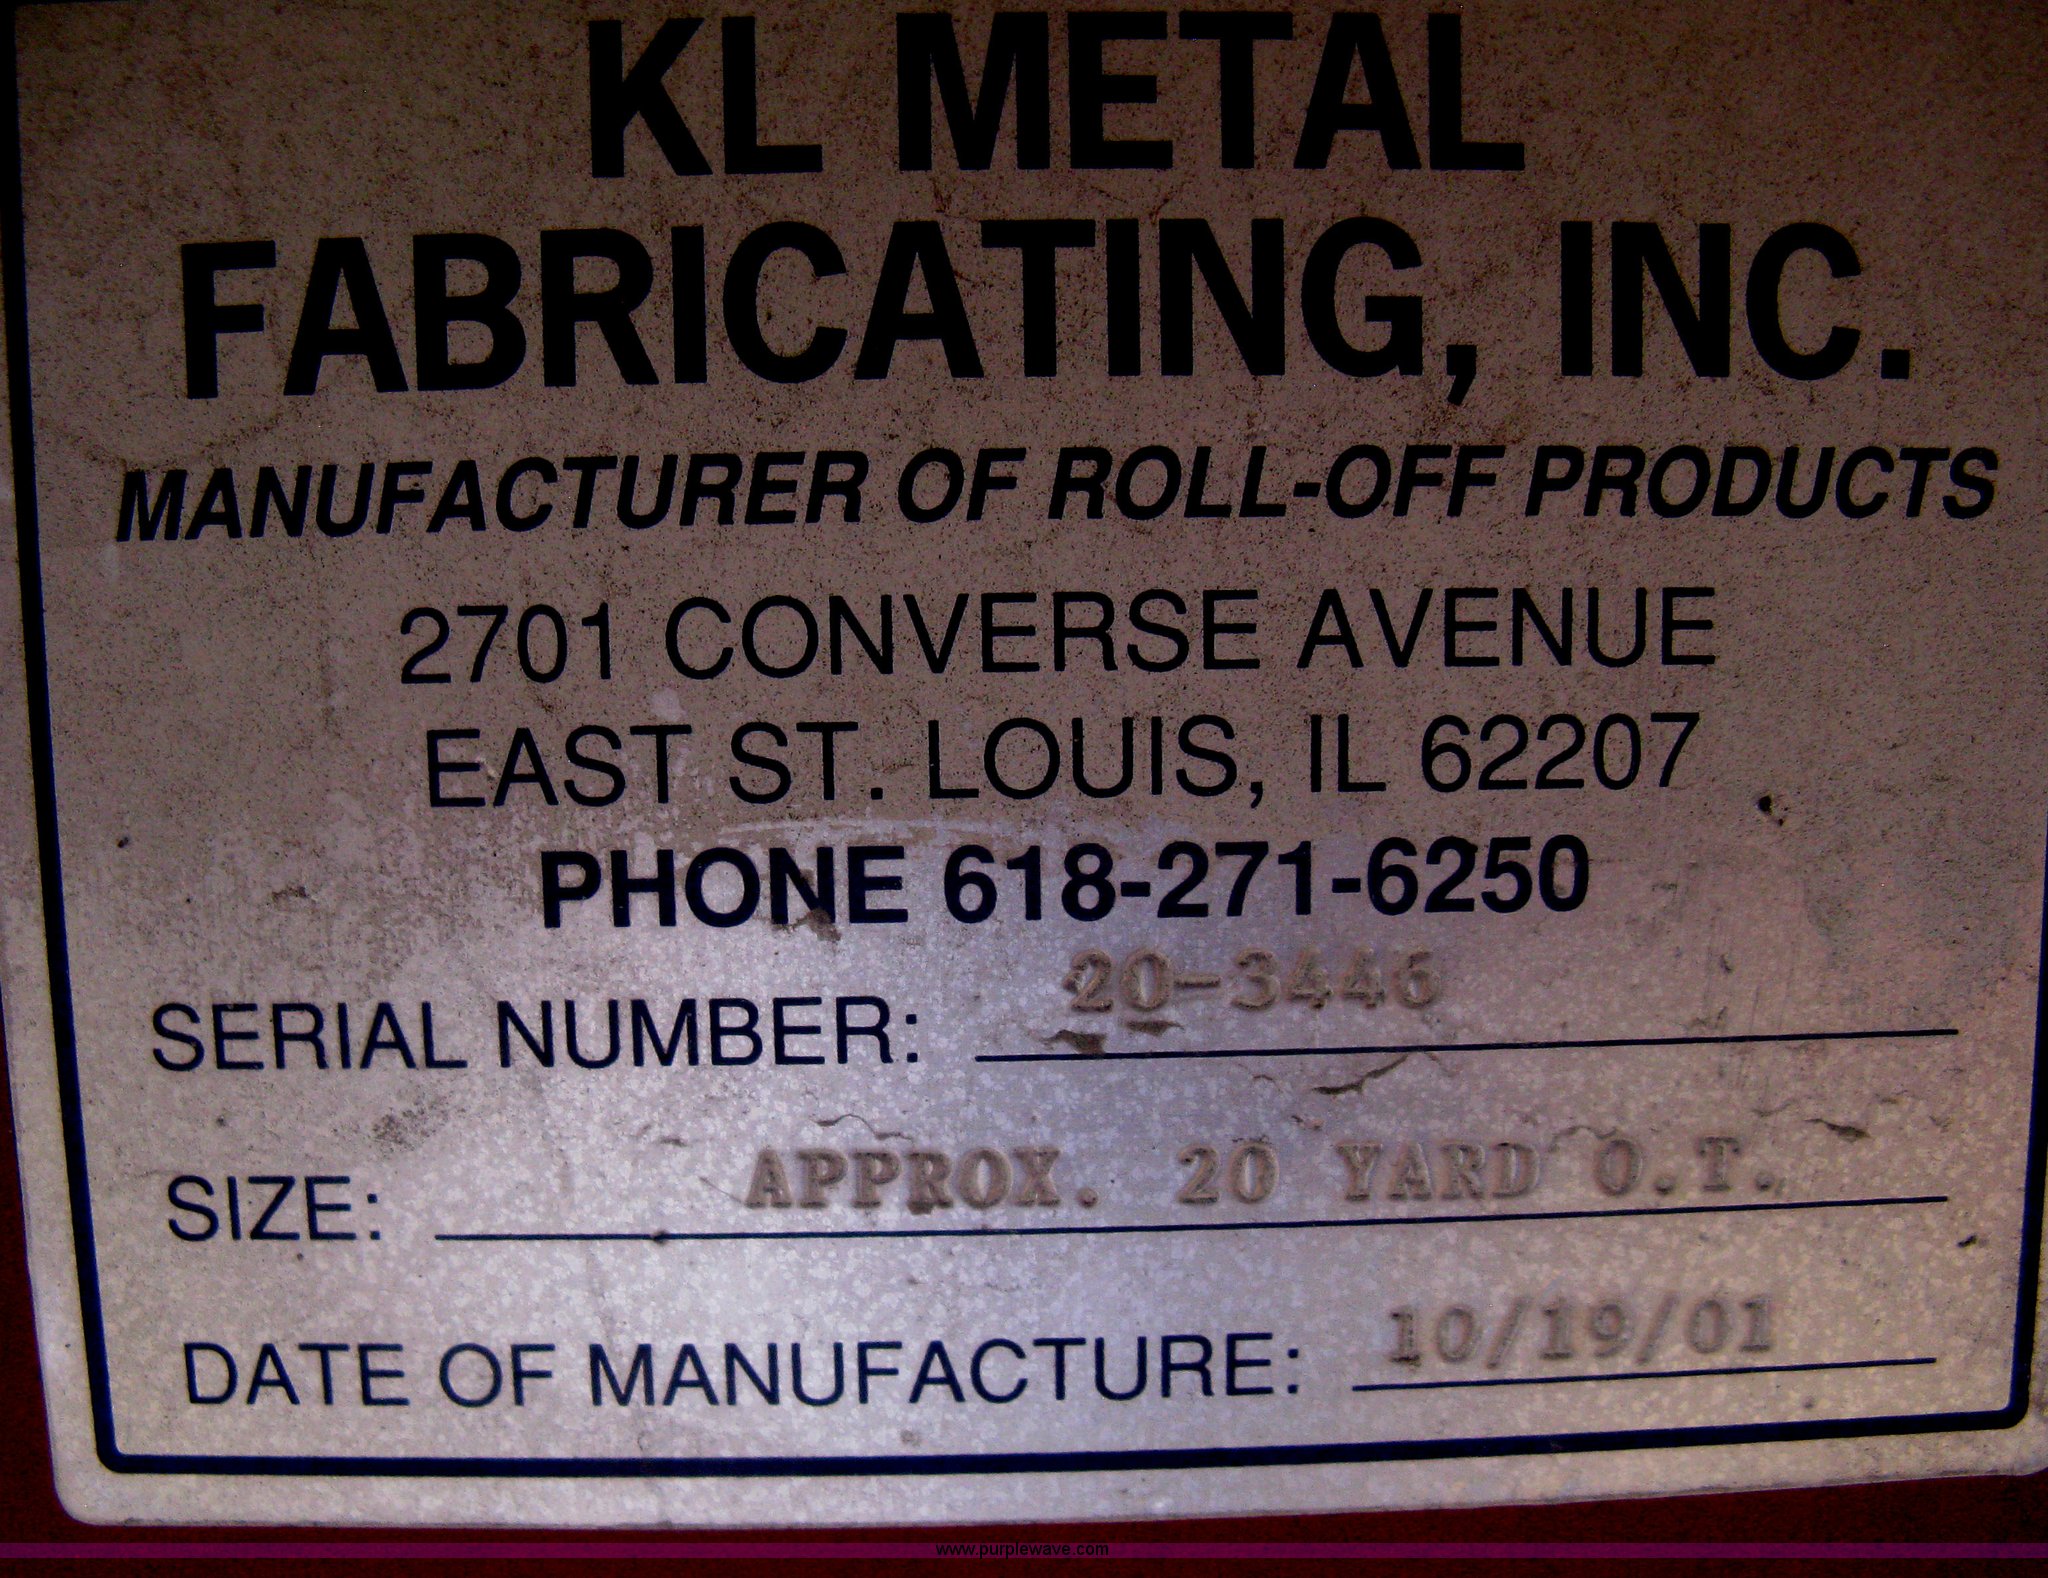 KL METAL
FABRICATING, INC.
MANUFACTURER OF ROLL-OFF PRODUCTS
2701 CONVERSE AVENUE
EAST ST. LOUIS, IL 62207
PHONE 618-271-6250
SERIAL NUMBER: 20-3446
SIZE: APPROX. 20 YARD O.T.
DATE OF MANUFACTURE: 10/19/01
www.purplewave.com